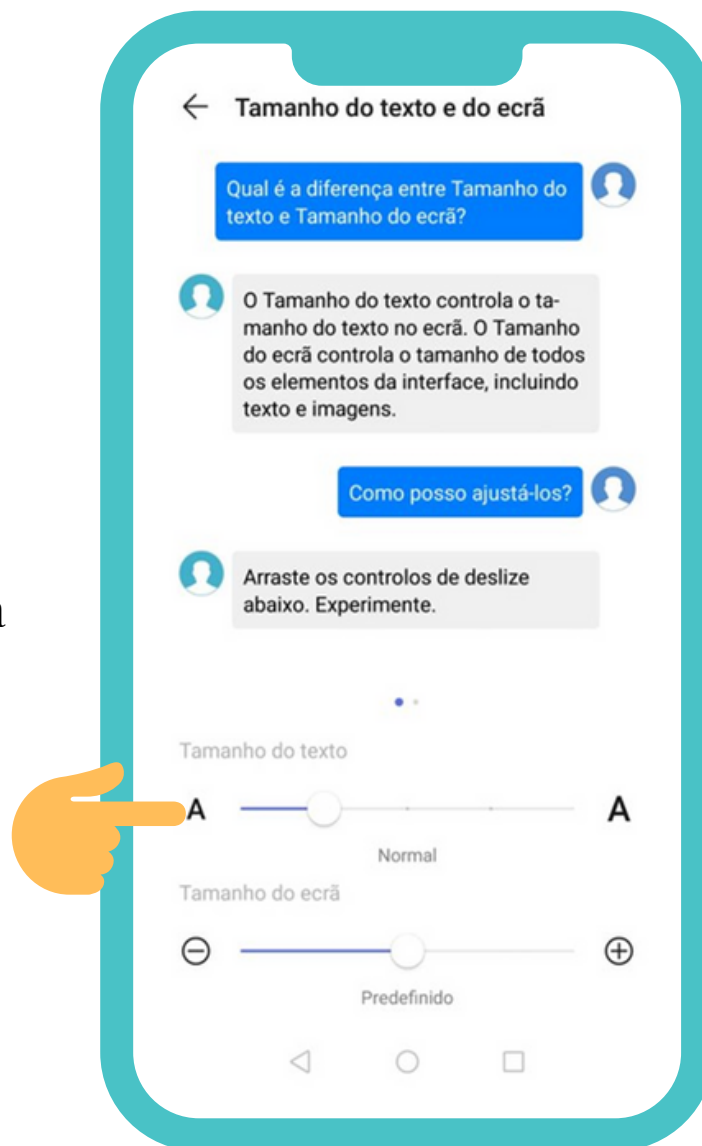 Tamanho do texto e do ecrã
Qual é a diferença entre Tamanho do
texto e Tamanho do ecrã?
O Tamanho do texto controla o ta-
manho do texto no ecrã. O Tamanho
do ecrã controla o tamanho de todos
os elementos da interface, incluindo
texto e imagens.
Como posso ajustá-los?
Arraste os controlos de deslize
abaixo. Experimente.
Tamanho do texto
A A
Normal
Tamanho do ecrã
Predefinido